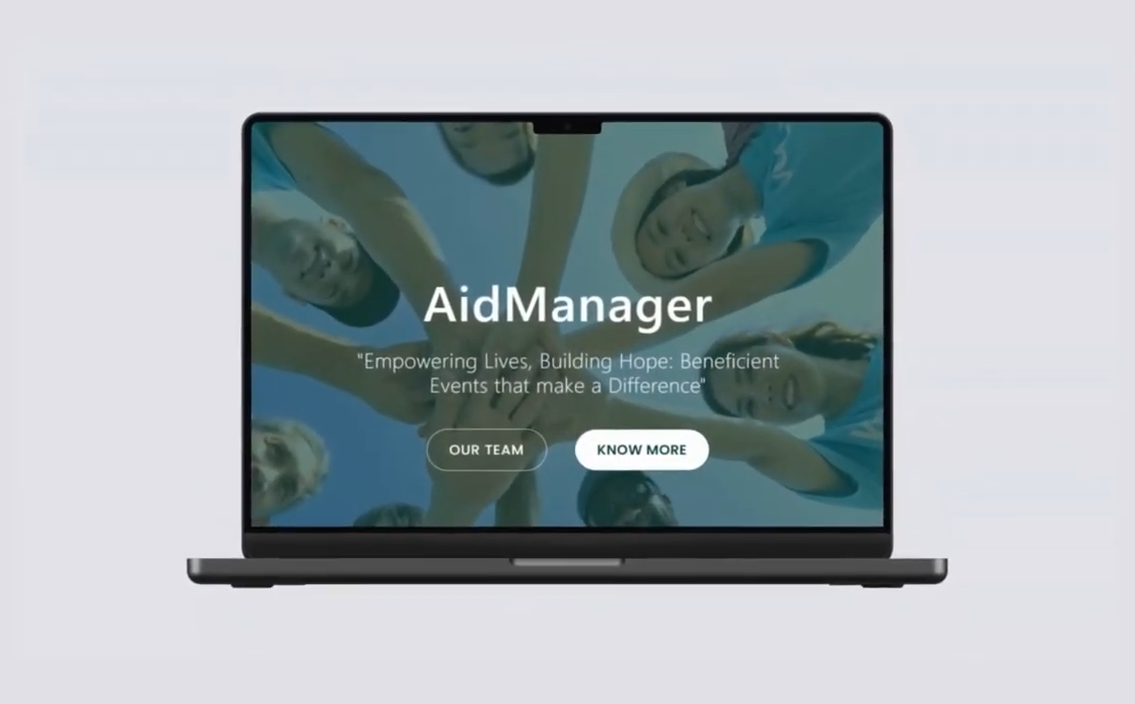 AidManager
"Empowering Lives, Building Hope: Beneficient
Events that make a Difference"
OUR TEAM
KNOW MORE